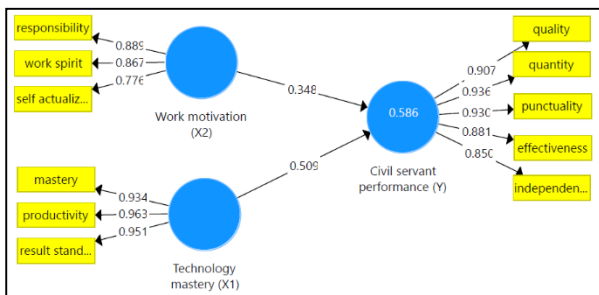 responsibility
0.889
work spirit
0.867
self actualiz...
0.776
Work motivation
(X2)
0.348
mastery
0.934
productivity
0.963
result stand...
0.951
Technology
mastery (X1)
0.509
0.586
Civil servant
performance (Y)
quality
0.907
quantity
0.936
punctuality
0.930
effectiveness
0.881
independen...
0.850